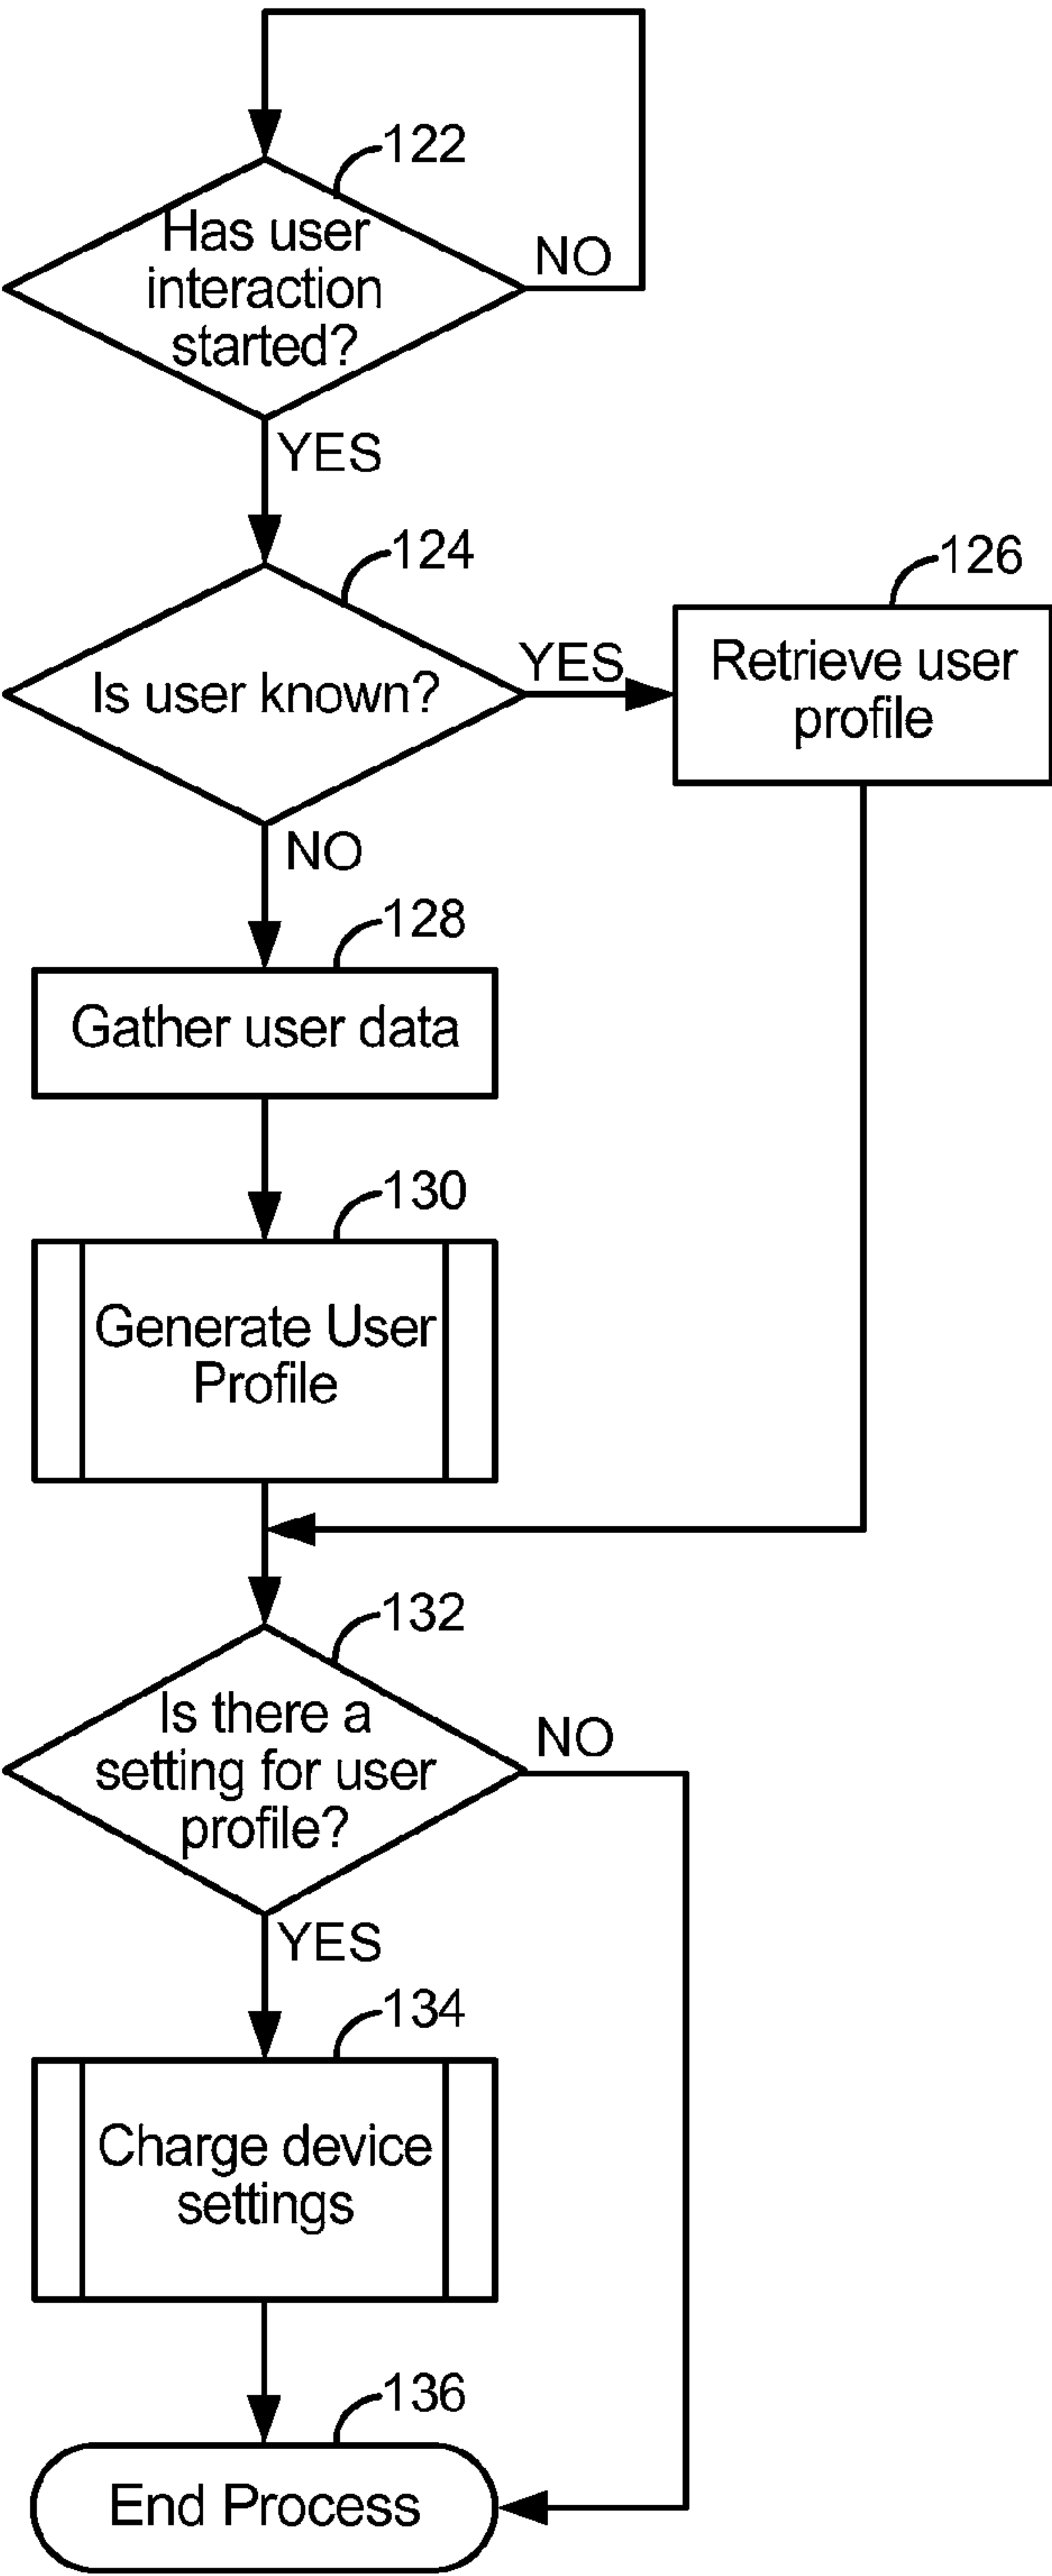 122
Has user
interaction
started?
NO
YES
124
Is user known?
YES
126
Retrieve user
profile
NO
128
Gather user data
130
Generate User
Profile
132
Is there a
setting for user
profile?
NO
YES
134
Charge device
settings
136
End Process